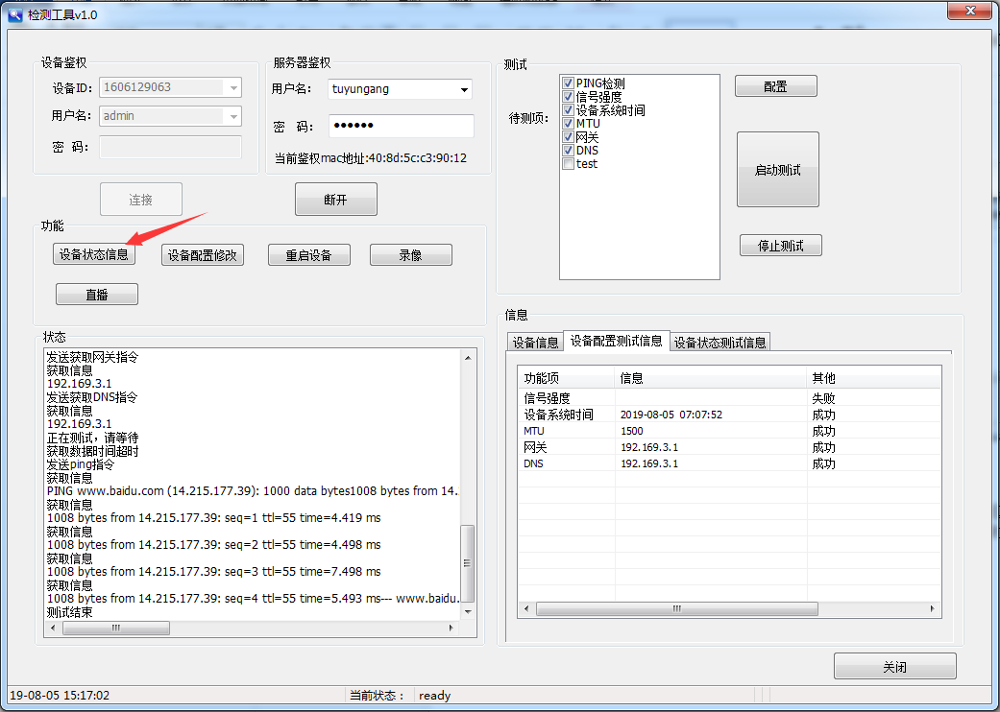 检测工具v1.0
设备鉴权
设备ID: 1606129063
用户名: admin
密 码:
连接
服务器鉴权
用户名: tuyungang
密 码: ●●●●●●
当前鉴权mac地址:40:8d:5c:c3:90:12
断开
功能
设备状态信息 设备配置修改 重启设备 录像
直播
状态
发送获取网关指令
获取信息
192.169.3.1
发送获取DNS指令
获取信息
192.169.3.1
正在测试，请等待
获取数据时间超时
发送ping指令
获取信息
PING www.baidu.com (14.215.177.39): 1000 data bytes1008 bytes from 14..
获取信息
1008 bytes from 14.215.177.39: seq=1 ttl=55 time=4.419 ms
获取信息
1008 bytes from 14.215.177.39: seq=2 ttl=55 time=4.498 ms
获取信息
1008 bytes from 14.215.177.39: seq=3 ttl=55 time=7.498 ms
获取信息
1008 bytes from 14.215.177.39: seq=4 ttl=55 time=5.493 ms--- www.baidu.
测试结束
测试
待测项:
PING检测
信号强度
设备系统时间
MTU
网关
DNS
test
配置
启动测试
停止测试
信息
设备信息 设备配置测试信息 设备状态测试信息
功能项 信息 其他
信号强度 失败
设备系统时间 2019-08-05 07:07:52 成功
MTU 1500 成功
网关 192.169.3.1 成功
DNS 192.169.3.1 成功
关闭
19-08-05 15:17:02 当前状态： ready